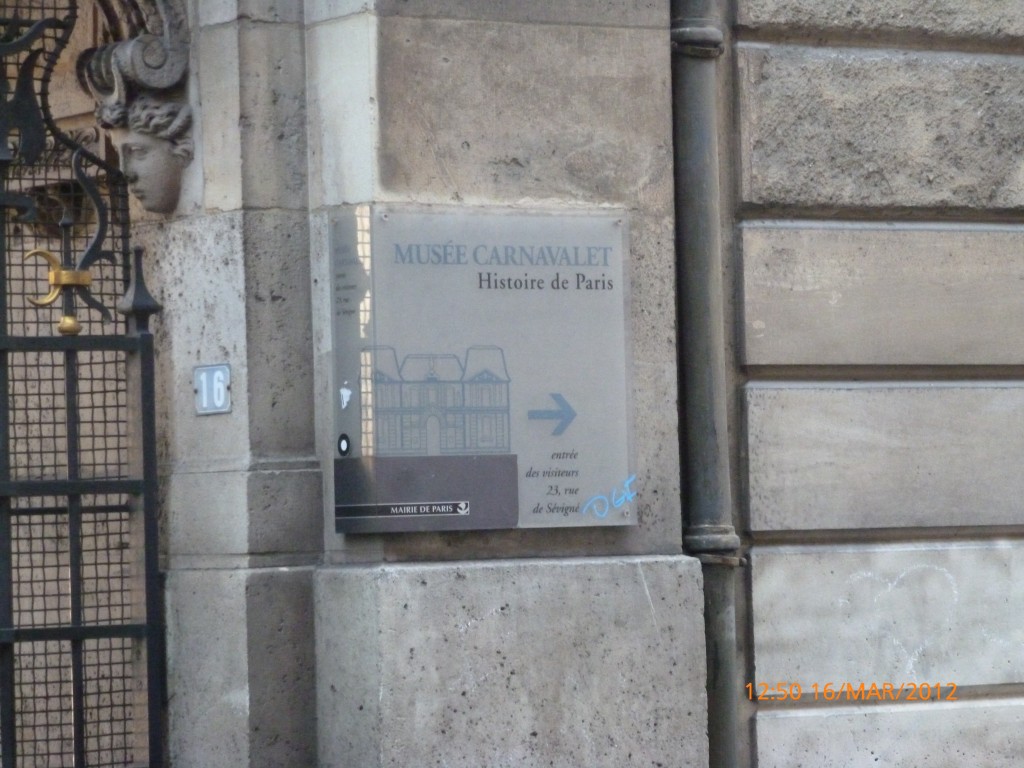 MUSÉE CARNAVALET
Histoire de Paris
16
entrée
des visiteurs
23, rue
de Sévigné
MAIRIE DE PARIS
12:50 16/MAR/2012